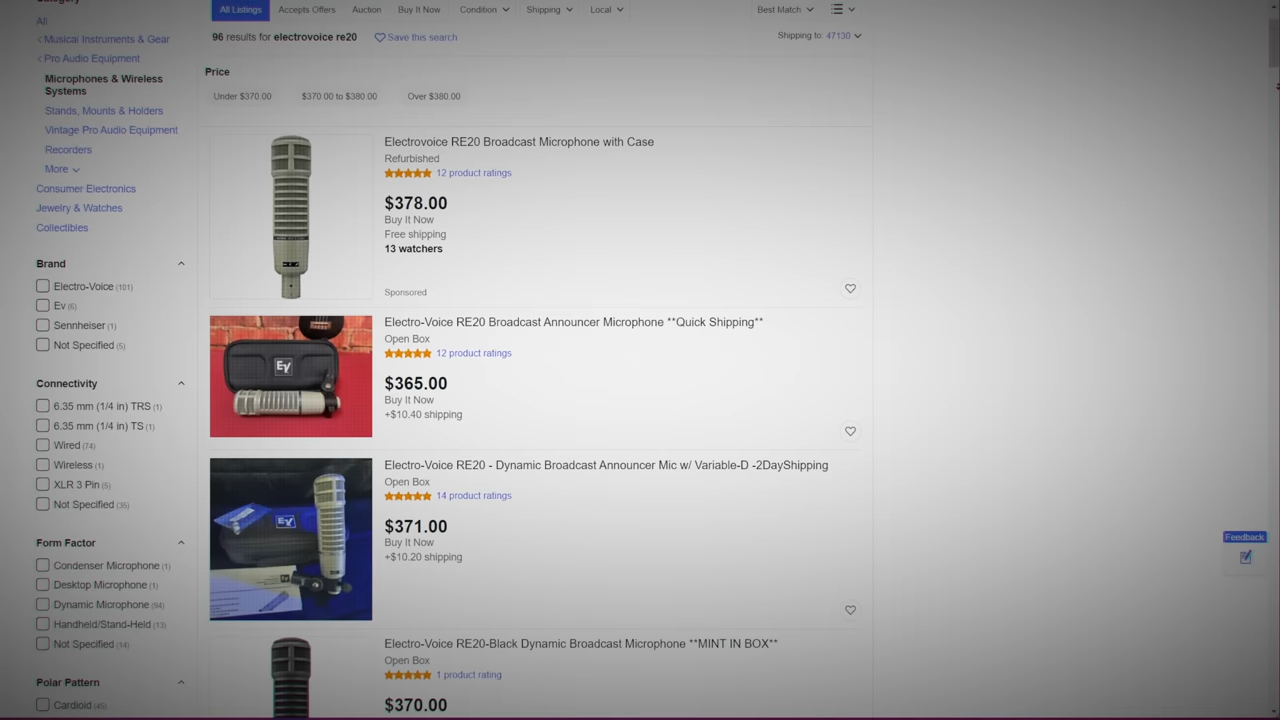 Category
All
Musical Instruments & Gear
Pro Audio Equipment
Microphones & Wireless
Systems
Stands, Mounts & Holders
Vintage Pro Audio Equipment
Recorders
More
Consumer Electronics
Jewelry & Watches
Collectibles
Brand
Electro-Voice (101)
Ev (6)
Sennheiser (1)
Not Specified (5)
Connectivity
6.35 mm (1/4 in) TRS (1)
6.35 mm (1/4 in) TS (1)
Wired (74)
Wireless (1)
XLR 3 Pin (5)
Not Specified (35)
Form Factor
Condenser Microphone (1)
Desktop Microphone (1)
Dynamic Microphone (94)
Handheld/Stand-Held (13)
Not Specified (14)
Polar Pattern
Cardioid (45)
All Listings Accepts Offers Auction Buy It Now Condition Shipping Local Best Match
96 results for electrovoice re20 Save this search Shipping to: 47130
Price
Under $370.00 $370.00 to $380.00 Over $380.00
Electrovoice RE20 Broadcast Microphone with Case
Refurbished
12 product ratings
$378.00
Buy It Now
Free shipping
13 watchers
Sponsored
EV
Electro-Voice RE20 Broadcast Announcer Microphone **Quick Shipping**
Open Box
12 product ratings
$365.00
Buy It Now
+$10.40 shipping
EV
Electro-Voice RE20 - Dynamic Broadcast Announcer Mic w/ Variable-D -2DayShipping
Open Box
14 product ratings
$371.00
Buy It Now
+$10.20 shipping
Electro-Voice RE20-Black Dynamic Broadcast Microphone **MINT IN BOX**
Open Box
1 product rating
$370.00
Feedback